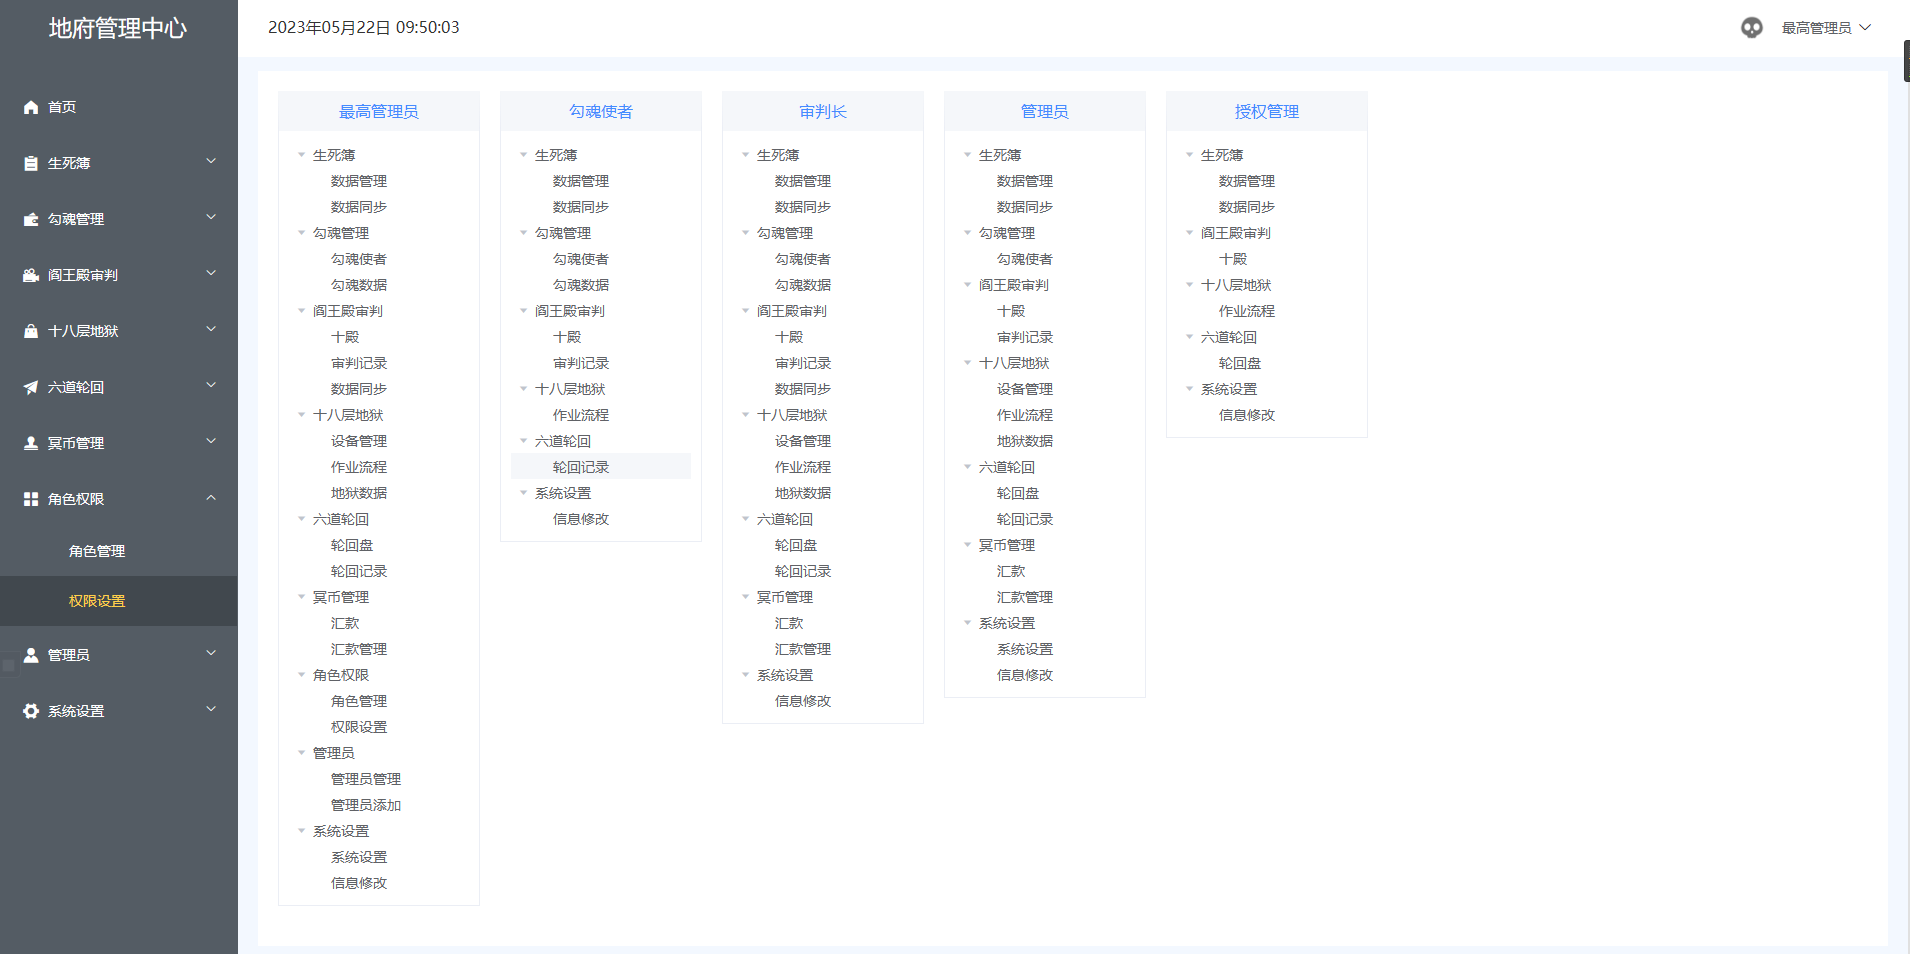 地府管理中心
首页
生死簿
勾魂管理
阎王殿审判
十八层地狱
六道轮回
冥币管理
角色权限
角色管理
权限设置
管理员
系统设置
2023年05月22日 09:50:03
最高管理员
最高管理员
生死簿
数据管理
数据同步
勾魂管理
勾魂使者
勾魂数据
阎王殿审判
十殿
审判记录
数据同步
十八层地狱
设备管理
作业流程
地狱数据
六道轮回
轮回盘
轮回记录
冥币管理
汇款
汇款管理
角色权限
角色管理
权限设置
管理员
管理员管理
管理员添加
系统设置
系统设置
信息修改
勾魂使者
生死簿
数据管理
数据同步
勾魂管理
勾魂使者
勾魂数据
阎王殿审判
十殿
审判记录
十八层地狱
作业流程
六道轮回
轮回记录
系统设置
信息修改
审判长
生死簿
数据管理
数据同步
勾魂管理
勾魂使者
勾魂数据
阎王殿审判
十殿
审判记录
数据同步
十八层地狱
设备管理
作业流程
地狱数据
六道轮回
轮回盘
轮回记录
冥币管理
汇款
汇款管理
系统设置
信息修改
管理员
生死簿
数据管理
数据同步
勾魂管理
勾魂使者
阎王殿审判
十殿
审判记录
十八层地狱
设备管理
作业流程
地狱数据
六道轮回
轮回盘
轮回记录
冥币管理
汇款
汇款管理
系统设置
系统设置
信息修改
授权管理
生死簿
数据管理
数据同步
阎王殿审判
十殿
十八层地狱
作业流程
六道轮回
轮回盘
系统设置
信息修改